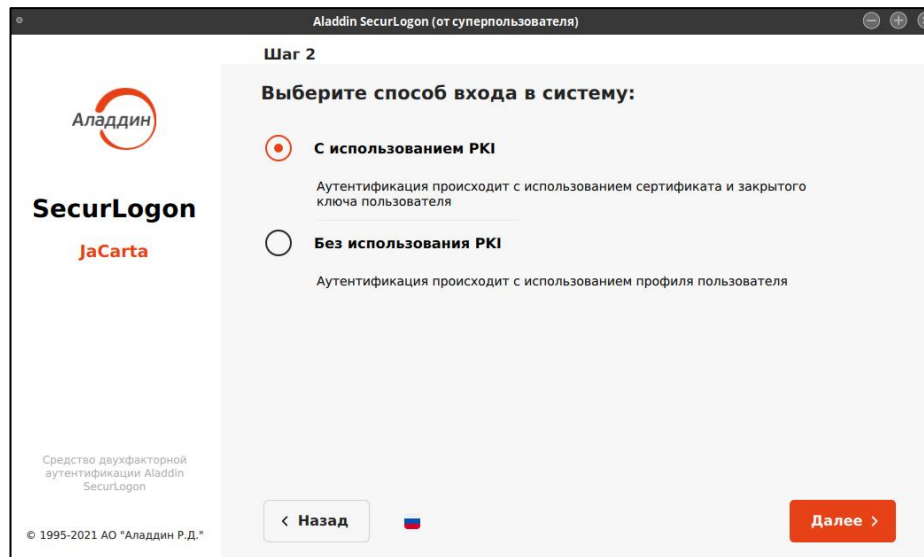 Aladdin SecurLogon (от суперпользователя)
Шаг 2
Выберите способ входа в систему:
Аладдин
С использованием PKI
Аутентификация происходит с использованием сертификата и закрытого
ключа пользователя
SecurLogon
JaCarta
Без использования PKI
Аутентификация происходит с использованием профиля пользователя
Средство двухфакторной
аутентификации Aladdin
SecurLogon
© 1995-2021 АО "Аладдин Р.Д."
< Назад
Далее >